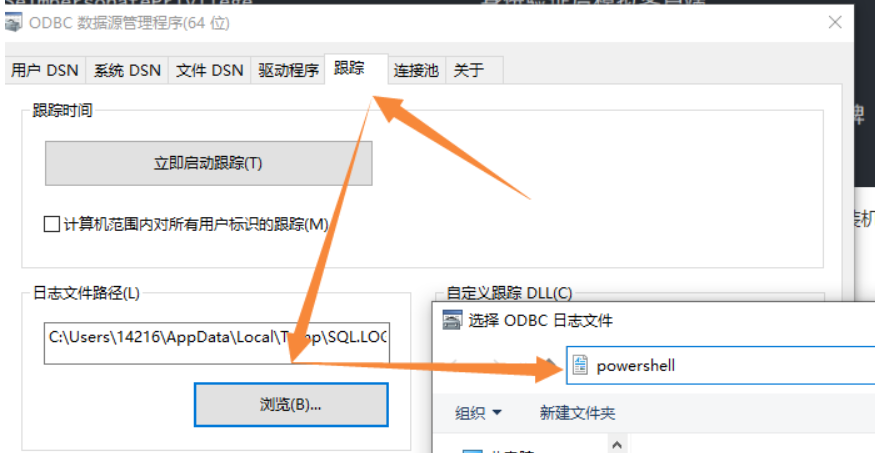 SeImpersonatePrivilege
ODBC 数据源管理程序(64 位)
用户 DSN 系统 DSN 文件 DSN 驱动程序 跟踪 连接池 关于
跟踪时间
立即启动跟踪(T)
计算机范围内对所有用户标识的跟踪(M)
日志文件路径(L)
自定义跟踪 DLL(C)
C:\Users\14216\AppData\Local\Temp\SQL.LOG
选择 ODBC 日志文件
powershell
浏览(B)...
组织 新建文件夹